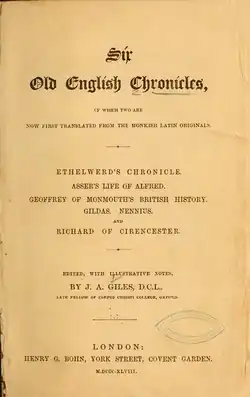 Six
Old English Chronicles,
OF WHICH TWO ARE
NOW FIRST TRANSLATED FROM THE MONKISH LATIN ORIGINALS.
ETHELWERD'S CHRONICLE.
ASSER'S LIFE OF ALFRED.
GEOFFREY OF MONMOUTH'S BRITISH HISTORY.
GILDAS. NENNIUS.
AND
RICHARD OF CIRENCESTER.
EDITED, WITH ILLUSTRATIVE NOTES,
BY J. A. GILES, D.C.L.,
LATE FELLOW OF CORPUS CHRISTI COLLEGE, OXFORD.
LONDON:
HENRY G. BOHN, YORK STREET, COVENT GARDEN.
M.DCCC.XLVIII.